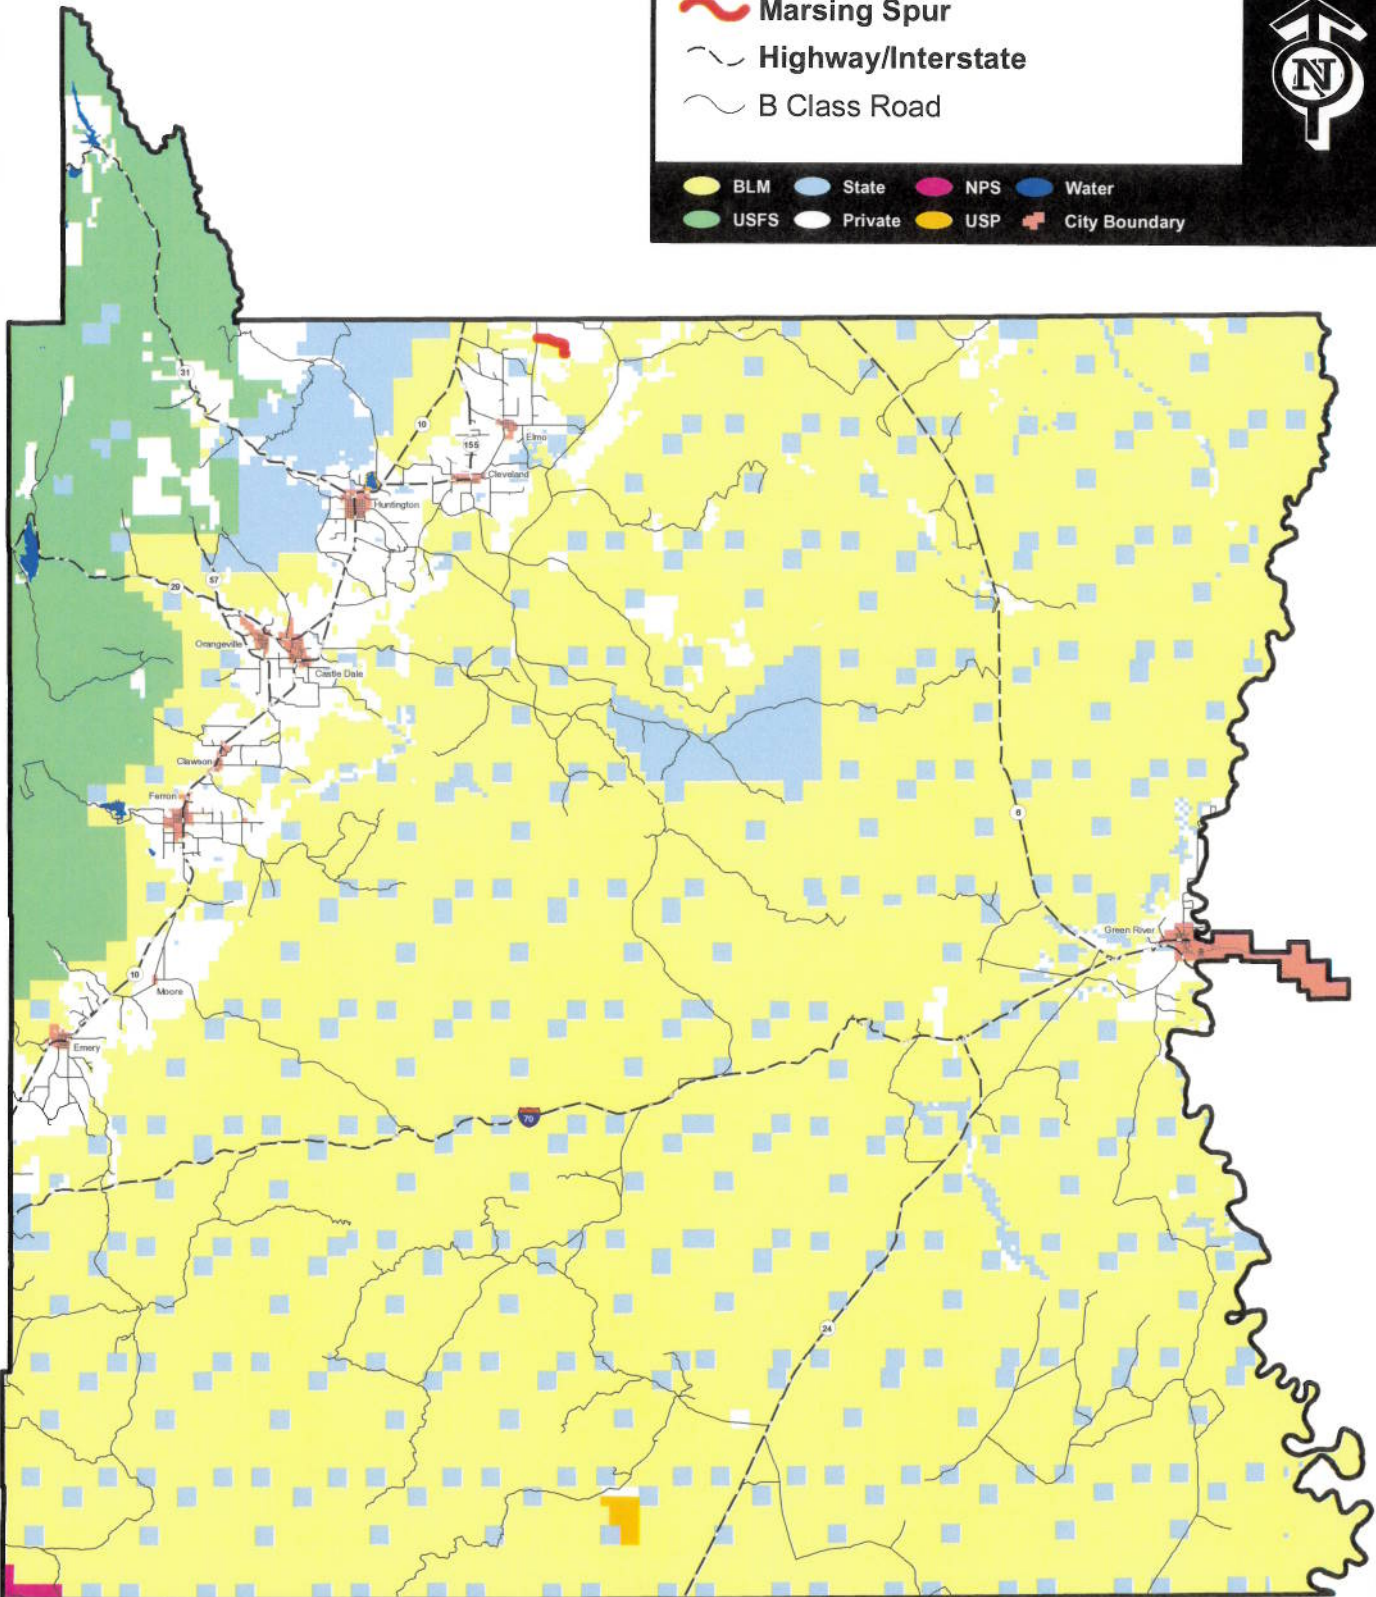 Marsing Spur
Highway/Interstate
B Class Road
N
BLM State NPS Water
USFS Private USP City Boundary
31
10
Elmo
155
Cleveland
Huntington
57
29
Orangeville
Castle Dale
Clawson
Ferron
6
Green River
10
Moore
Emery
70
24